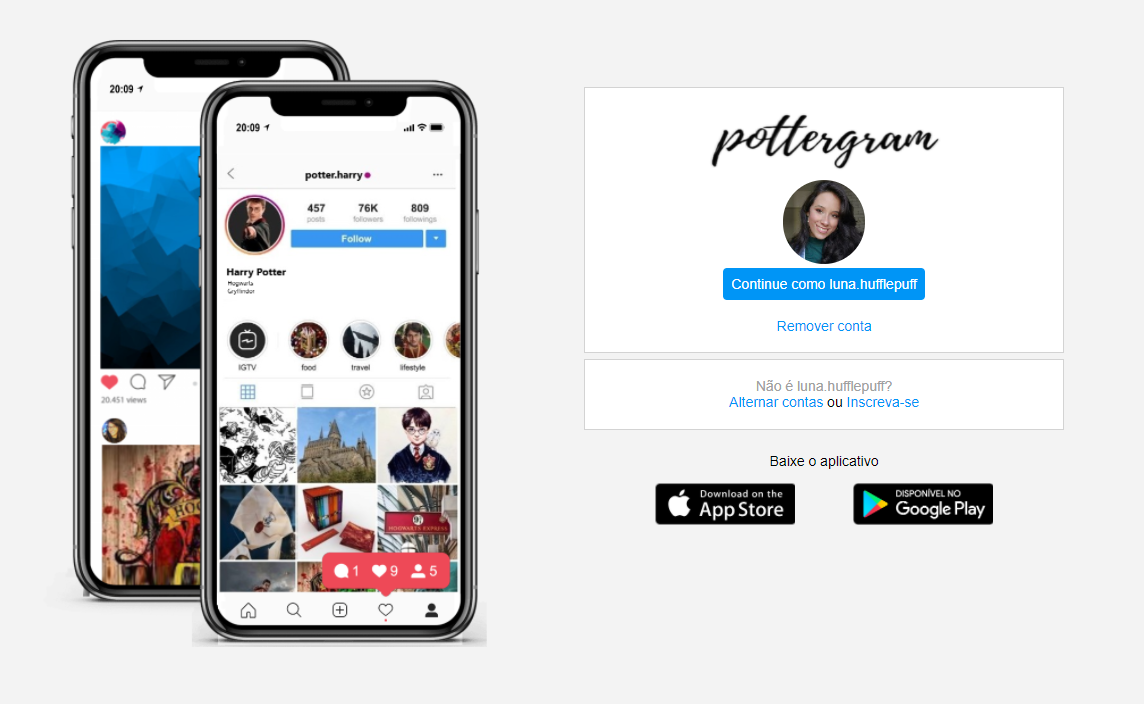 20:09
20.451 views
20:09
potter.harry
457 76K 809
posts followers followings
Follow
Harry Potter
Hogwarts
Gryffindor
IGTV food travel lifestyle
HOGWARTS EXPRESS
1 9 5
pottergram
Continue como luna.hufflepuff
Remover conta
Não é luna.hufflepuff?
Alternar contas ou Inscreva-se
Baixe o aplicativo
Download on the
App Store
DISPONÍVEL NO
Google Play